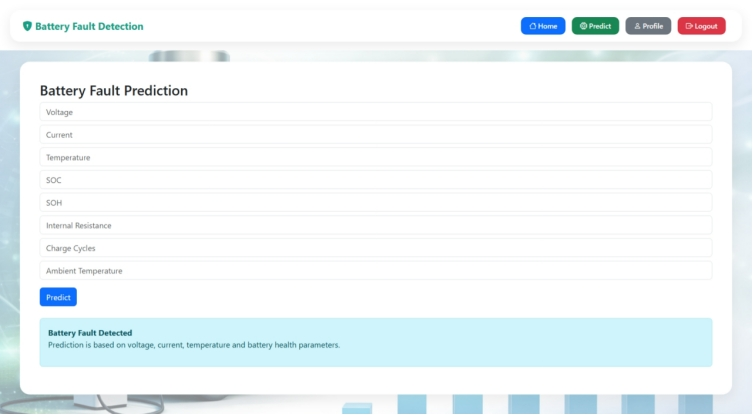 Battery Fault Detection
Home
Predict
Profile
Logout
Battery Fault Prediction
Voltage
Current
Temperature
SOC
SOH
Internal Resistance
Charge Cycles
Ambient Temperature
Predict
Battery Fault Detected
Prediction is based on voltage, current, temperature and battery health parameters.